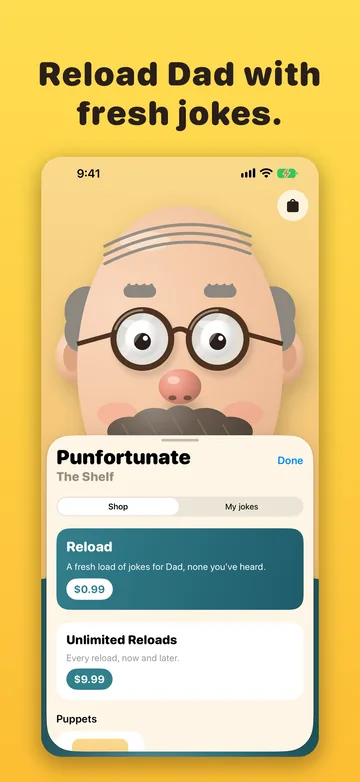 Reload Dad with
fresh jokes.
9:41
Punfortunate
Done
The Shelf
Shop
My jokes
Reload
A fresh load of jokes for Dad, none you've heard.
$0.99
Unlimited Reloads
Every reload, now and later.
$9.99
Puppets